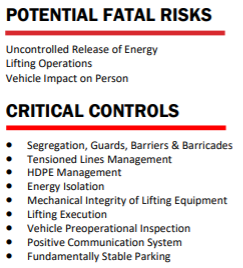 POTENTIAL FATAL RISKS
Uncontrolled Release of Energy
Lifting Operations
Vehicle Impact on Person
CRITICAL CONTROLS
• Segregation, Guards, Barriers & Barricades
• Tensioned Lines Management
• HDPE Management
• Energy Isolation
• Mechanical Integrity of Lifting Equipment
• Lifting Execution
• Vehicle Preoperational Inspection
• Positive Communication System
• Fundamentally Stable Parking